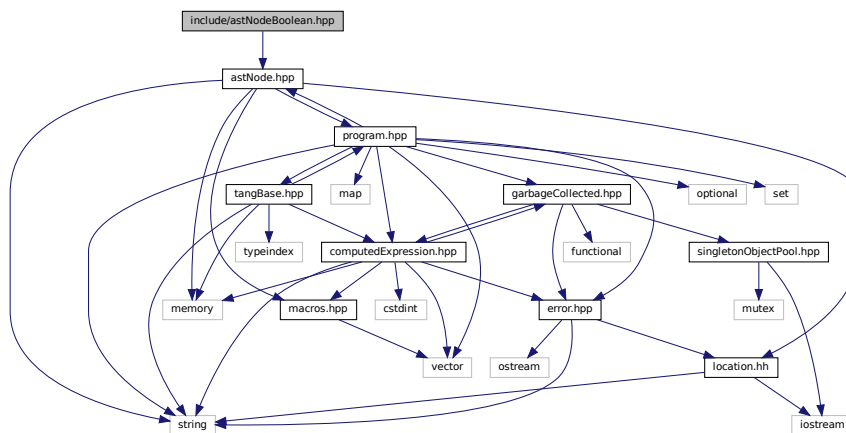 include/astNodeBoolean.hpp
astNode.hpp
program.hpp
tangBase.hpp
map
garbageCollected.hpp
optional
set
typeindex
computedExpression.hpp
functional
singletonObjectPool.hpp
memory
macros.hpp
cstdint
error.hpp
mutex
vector
ostream
location.hh
string
iostream